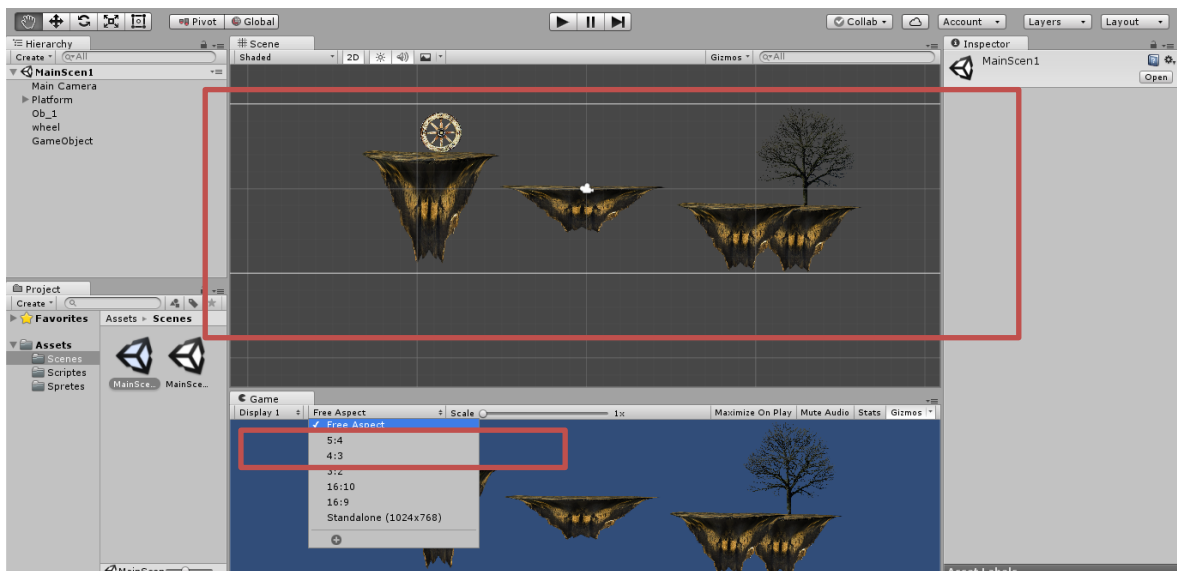 Pivot Global Collab Account Layers Layout
Hierarchy
Create All
MainScen1
Main Camera
Platform
Ob_1
wheel
GameObject
Scene
Shaded 2D Gizmos All
Inspector
MainScen1
Open
Project
Create
Favorites
Assets
Scenes
Scriptes
Spretes
Assets Scenes
MainSce... MainSce...
MainScen
Game
Display 1 Free Aspect Scale 1x Maximize On Play Mute Audio Stats Gizmos
Free Aspect
5:4
4:3
3:2
16:10
16:9
Standalone (1024x768)
Asset Labels